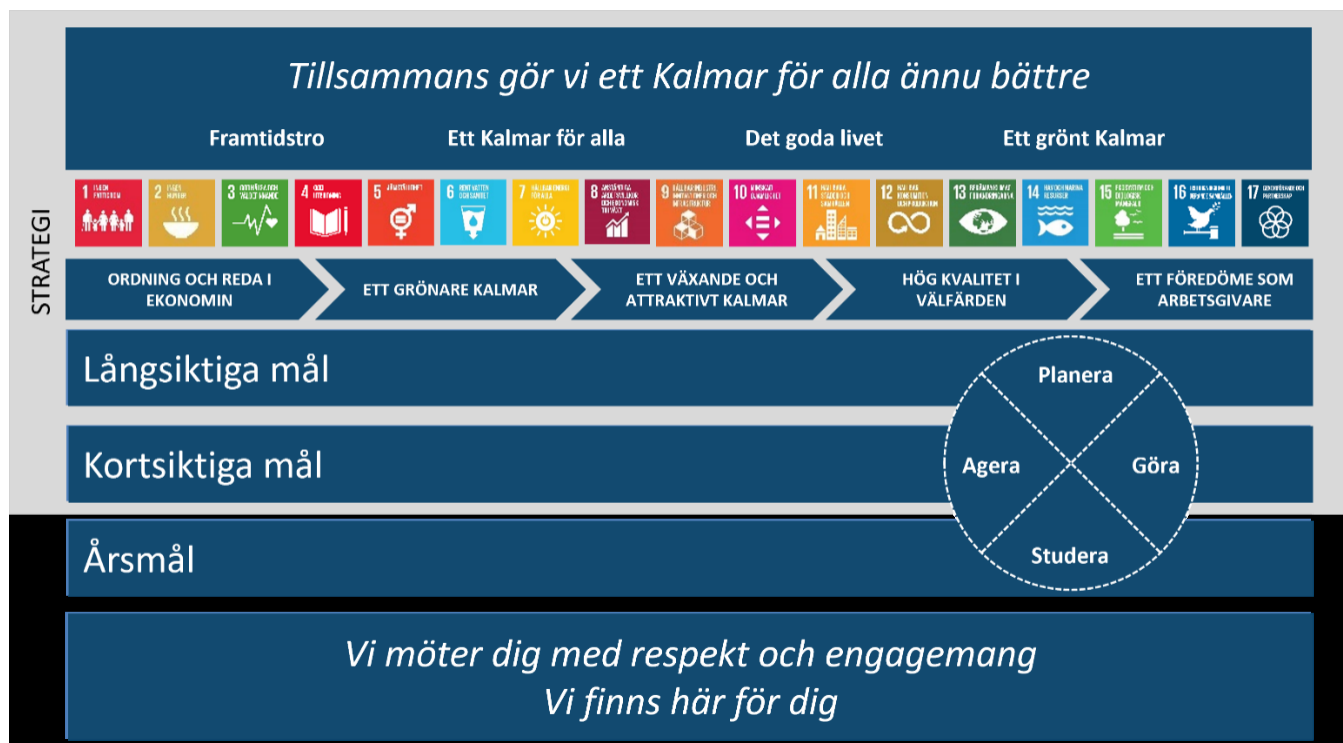 Tillsammans gör vi ett Kalmar för alla ännu bättre
Framtidstro Ett Kalmar för alla Det goda livet Ett grönt Kalmar
STRATEGI
1
2
3
4
5 JÄMSTÄLLDHET
6
7
8
9
10
11
12
13
14
15
16
17
ORDNING OCH REDA I
EKONOMIN
ETT GRÖNARE KALMAR
ETT VÄXANDE OCH
ATTRAKTIVT KALMAR
HÖG KVALITET I
VÄLFÄRDEN
ETT FÖREDÖME SOM
ARBETSGIVARE
Långsiktiga mål
Kortsiktiga mål
Årsmål
Planera
Agera Göra
Studera
Vi möter dig med respekt och engagemang
Vi finns här för dig